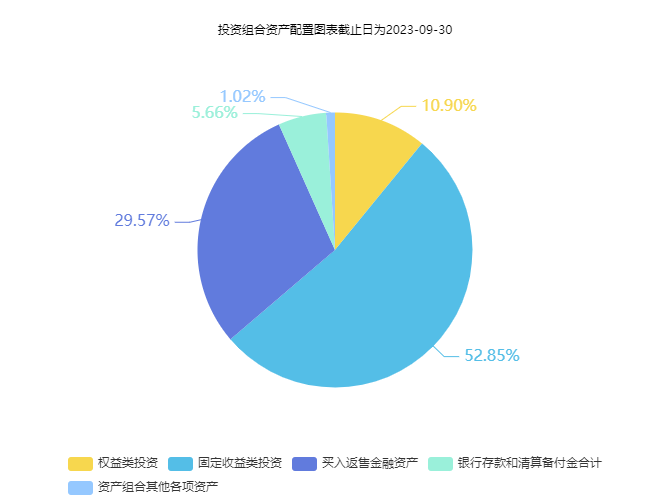 投资组合资产配置图表截止日为2023-09-30
1.02%
10.90%
5.66%
29.57%
52.85%
权益类投资 固定收益类投资 买入返售金融资产 银行存款和清算备付金合计
资产组合其他各项资产